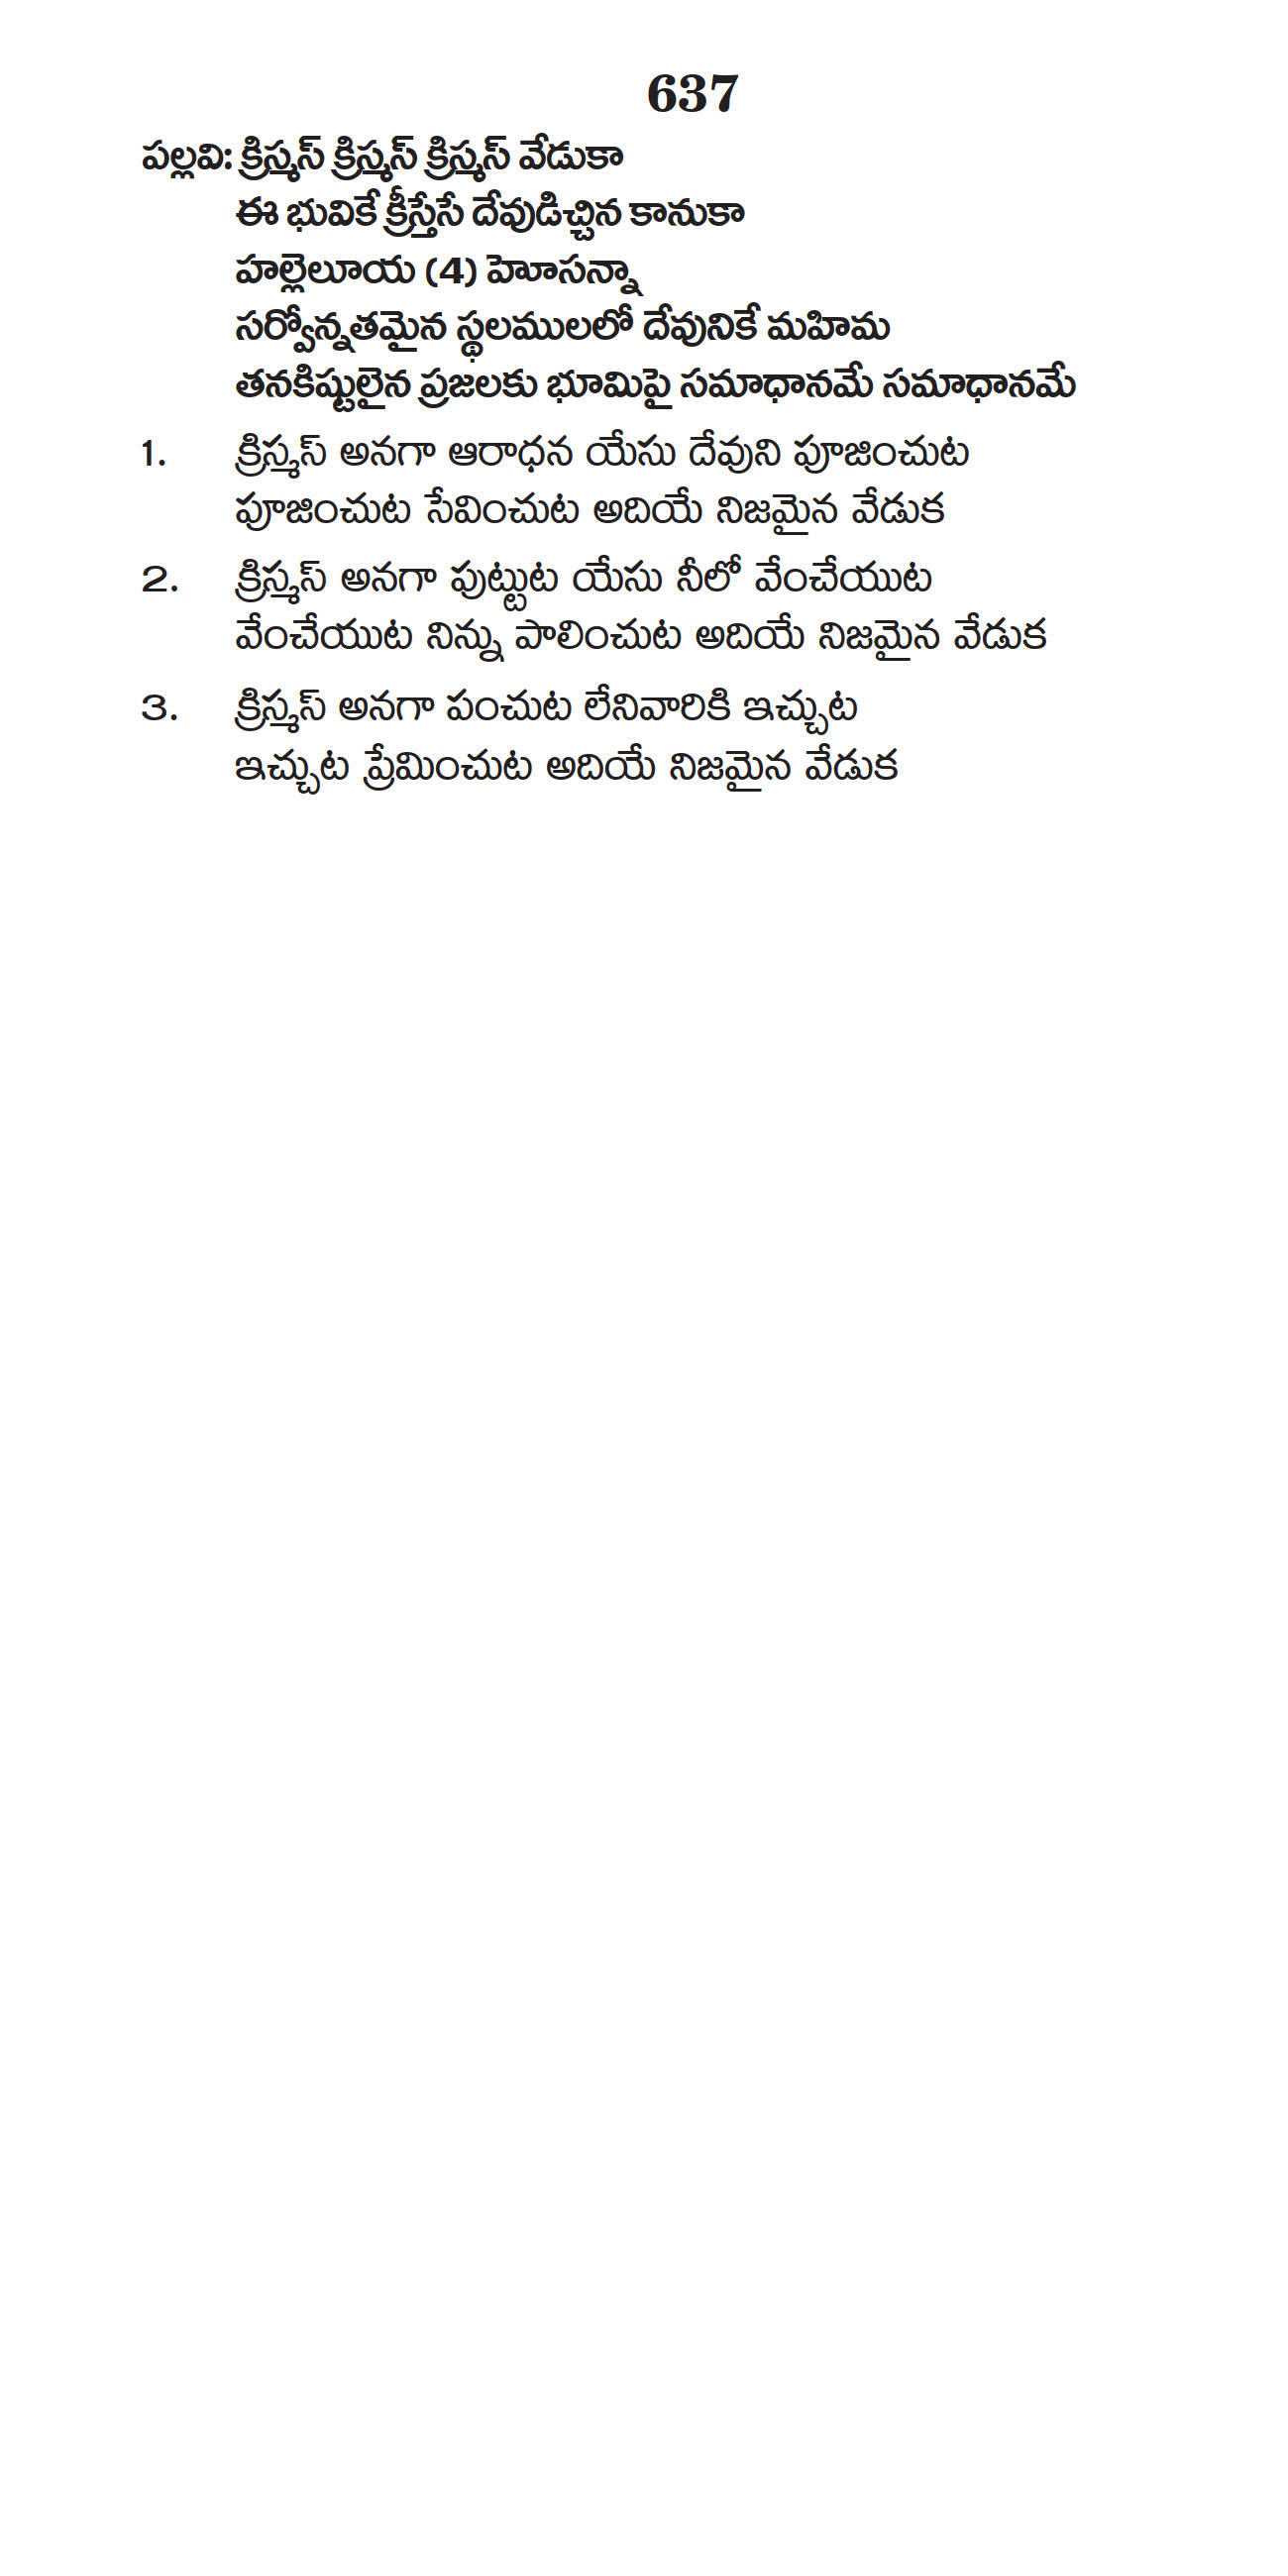 637
పల్లవి: క్రిస్మస్ క్రిస్మస్ క్రిస్మస్ వేడుకా
ఈ భువికే క్రీస్తేసే దేవుడిచ్చిన కానుకా
హల్లెలూయ (4) హెూసన్నా
సర్వోన్నతమైన స్థలములలో దేవునికే మహిమ
తనకిష్టులైన ప్రజలకు భూమిపై సమాధానమే సమాధానమే
1. క్రిస్మస్ అనగా ఆరాధన యేసు దేవుని పూజించుట
పూజించుట సేవించుట అదియే నిజమైన వేడుక
2. క్రిస్మస్ అనగా పుట్టుట యేసు నీలో వేంచేయుట
వేంచేయుట నిన్ను పాలించుట అదియే నిజమైన వేడుక
3. క్రిస్మస్ అనగా పంచుట లేనివారికి ఇచ్చుట
ఇచ్చుట ప్రేమించుట అదియే నిజమైన వేడుక